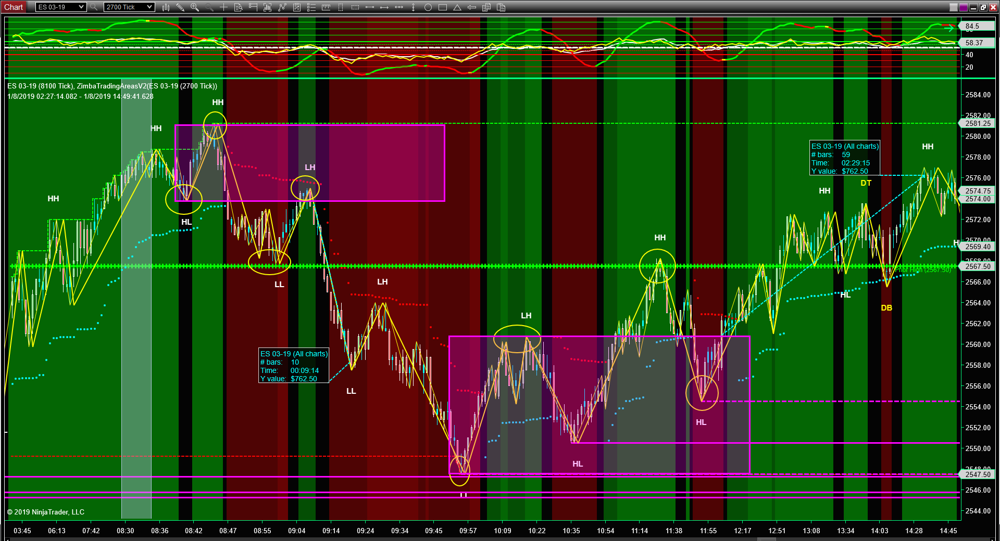 Chart
ES 03-19
2700 Tick
84.5
58.37
40
20
ES 03-19 (8100 Tick), ZimbaTradingAreasV2(ES 03-19 (2700 Tick))
1/8/2019 02:27:14.082 - 1/8/2019 14:49:41.628
2584.00
HH
2582.00
2581.25
HH
2580.00
ES 03-19 (All charts)
# bars: 59
Time: 02:29:15
Y value: $762.50
HH
2578.00
LH
2576.00
DT
HH
2574.75
HH
2574.00
HL
2572.00
HH
2570.00
2569.40
2568.00
2567.50
Prior High (2567.50)
LL
LH
2566.00
HL
2564.00
DB
LH
2562.00
2560.00
ES 03-19 (All charts)
# bars: 10
Time: 00:09:14
Y value: $762.50
2558.00
LL
2556.00
2554.00
HL
2552.00
2550.00
HL
2548.00
2547.50
2546.00
© 2019 NinjaTrader, LLC
2544.00
03:45 06:13 07:42 08:30 08:36 08:42 08:47 08:55 09:04 09:14 09:24 09:34 09:45 09:57 10:09 10:22 10:35 10:54 11:14 11:38 11:55 12:17 12:51 13:08 13:34 14:03 14:28 14:45